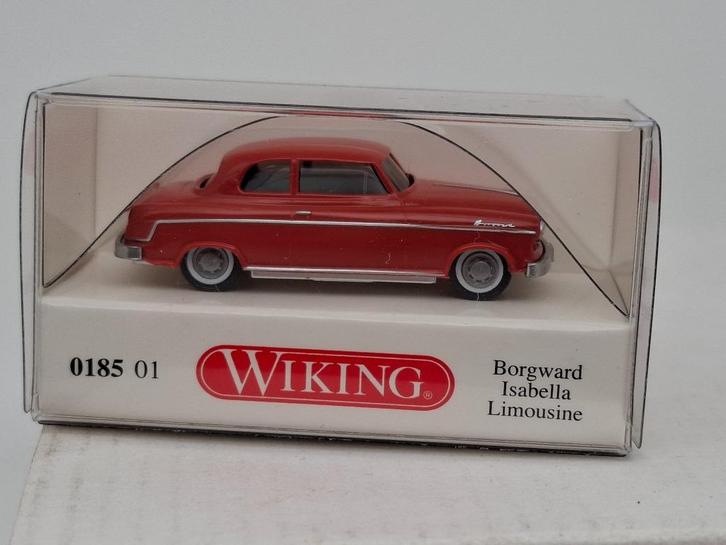 0185 01
WIKING®
Borgward
Isabella
Limousine